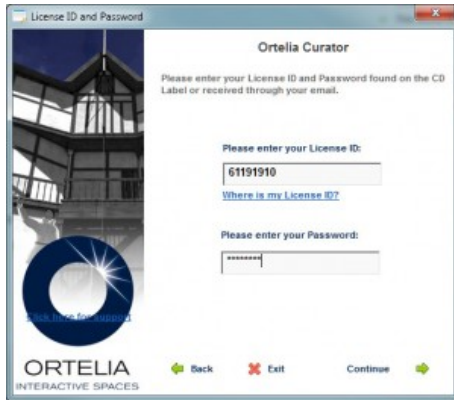 License ID and Password
Ortelia Curator
Please enter your License ID and Password found on the CD
Label or received through your email.
Please enter your License ID:
61191910
Where is my License ID?
Please enter your Password:
********
Click here for support
ORTELIA
INTERACTIVE SPACES
Back
Exit
Continue